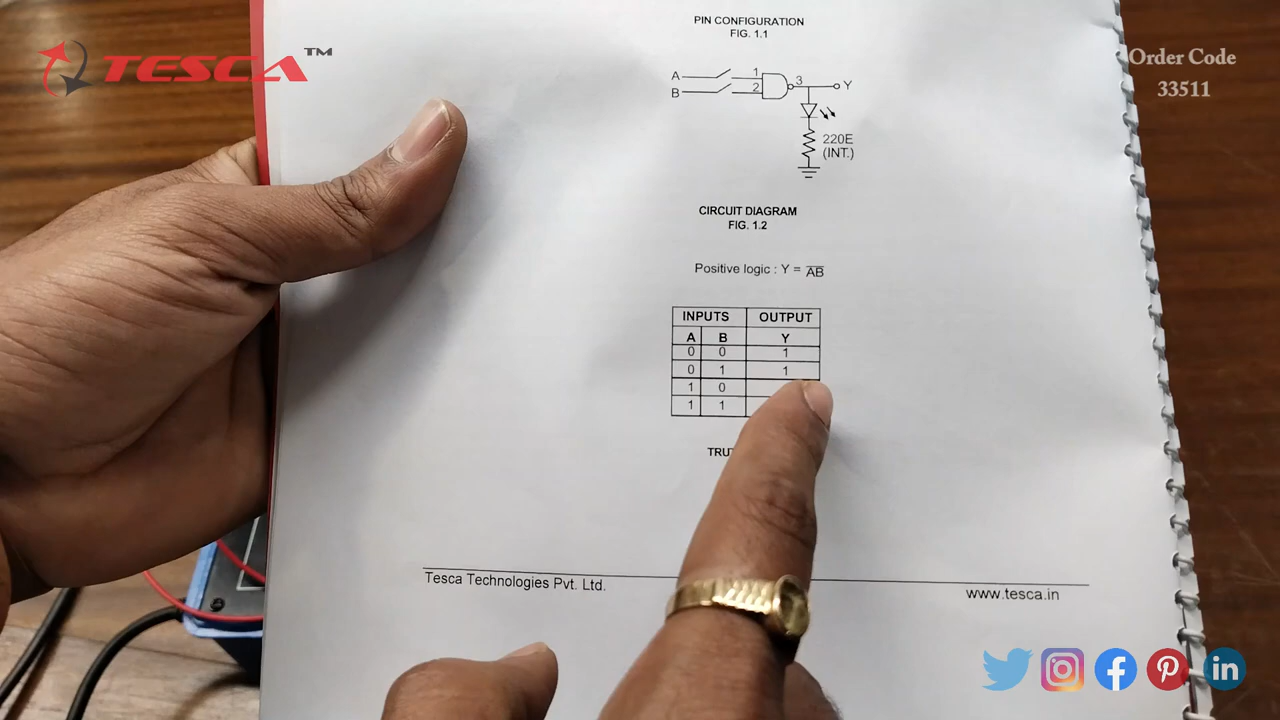 TESCA™
Order Code
33511
PIN CONFIGURATION
FIG. 1.1
A
B
1
2
3
Y
220E
(INT.)
CIRCUIT DIAGRAM
FIG. 1.2
Positive logic : Y = A̅B̅
INPUTS OUTPUT
A B Y
0 0 1
0 1 1
1 0
1 1
Tesca Technologies Pvt. Ltd.
www.tesca.in